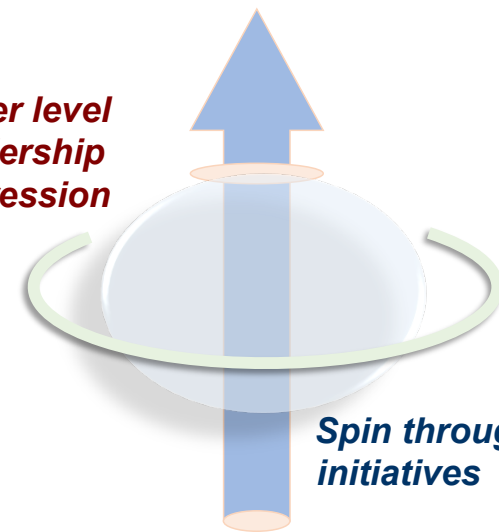 er level
ership
ession
Spin throug
initiatives